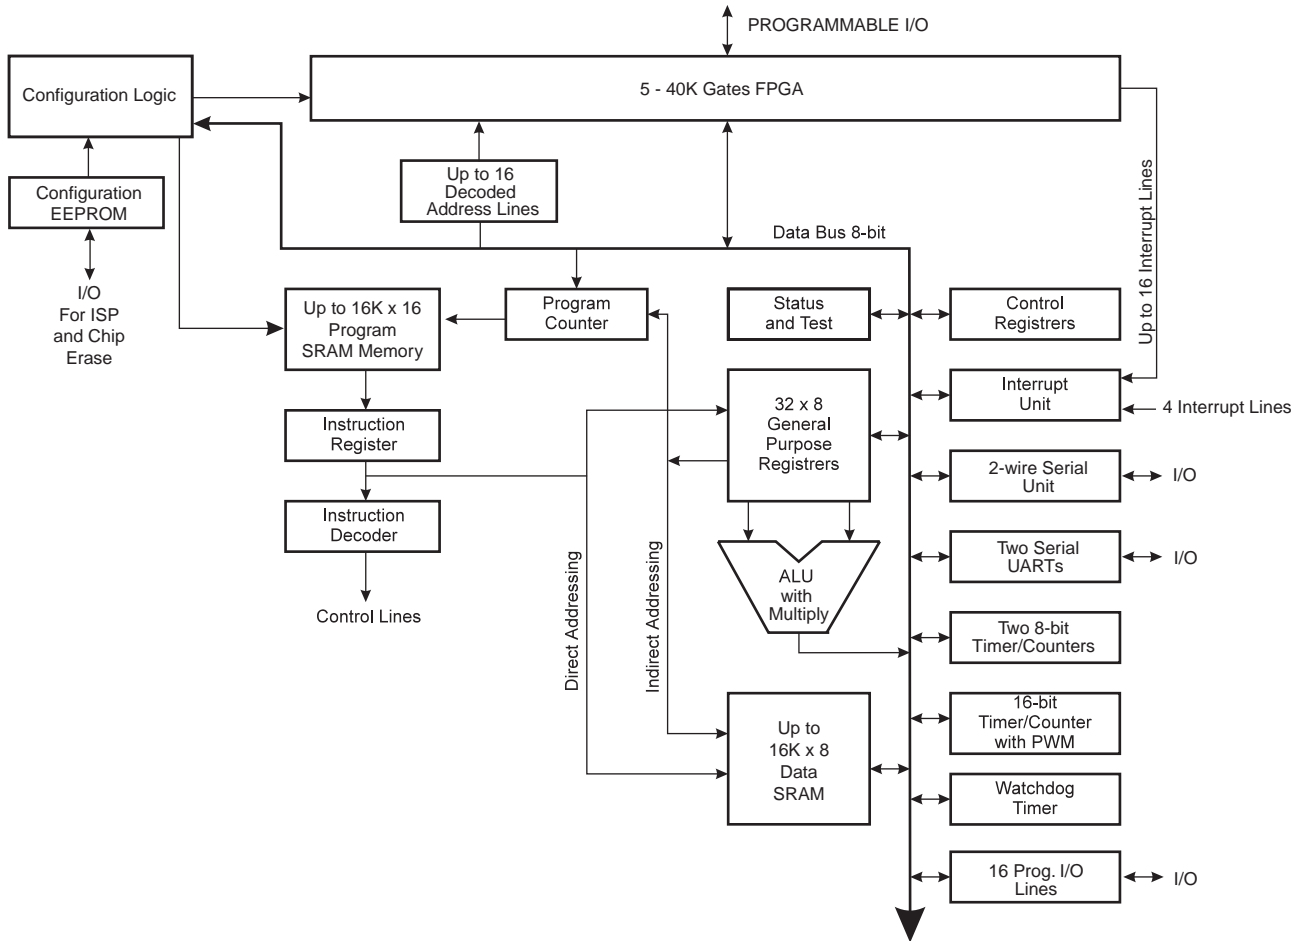 PROGRAMMABLE I/O
Configuration Logic
5 - 40K Gates FPGA
Configuration
EEPROM
Up to 16
Decoded
Address Lines
Data Bus 8-bit
Up to 16 Interrupt Lines
I/O
For ISP
and Chip
Erase
Up to 16K x 16
Program
SRAM Memory
Program
Counter
Status
and Test
Control
Registrers
Interrupt
Unit
4 Interrupt Lines
Instruction
Register
32 x 8
General
Purpose
Registrers
2-wire Serial
Unit
I/O
Instruction
Decoder
Control Lines
Direct Addressing
Indirect Addressing
ALU
with
Multiply
Two Serial
UARTs
I/O
Two 8-bit
Timer/Counters
Up to
16K x 8
Data
SRAM
16-bit
Timer/Counter
with PWM
Watchdog
Timer
16 Prog. I/O
Lines
I/O